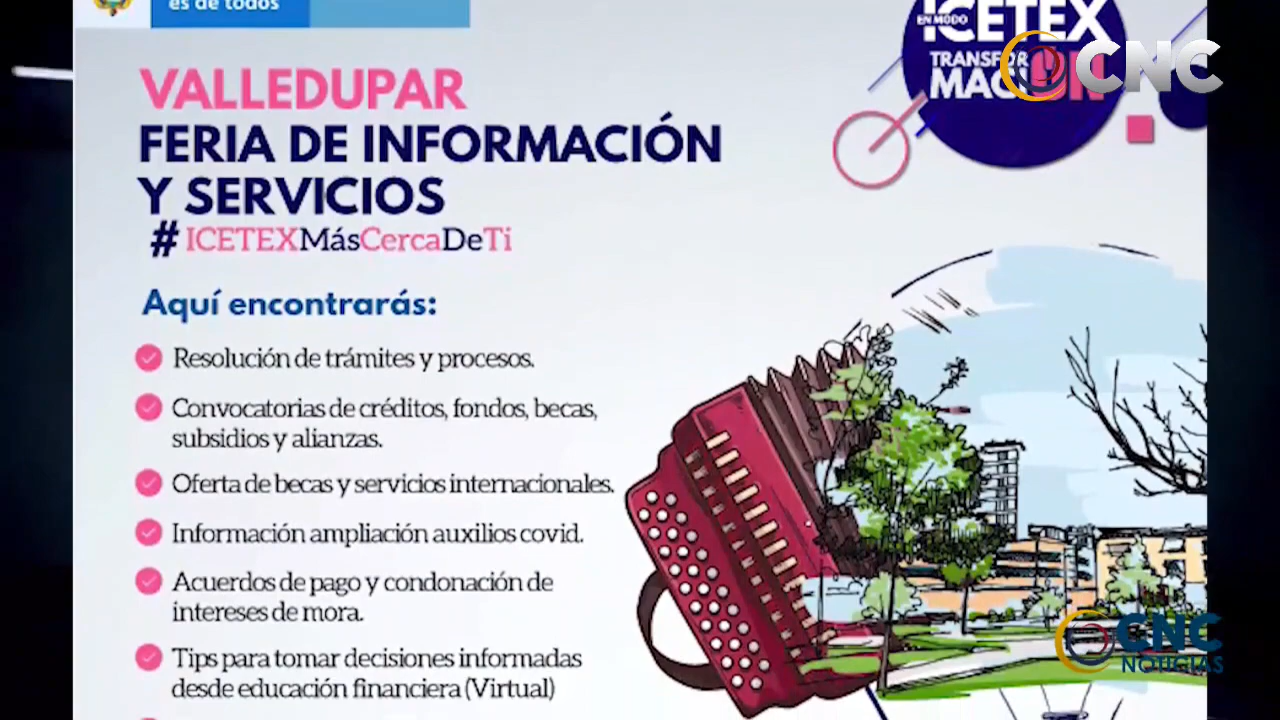 es de todos
EN MODO
ICETEX
TRANSFOR
MACIÓN
CNC
VALLEDUPAR
FERIA DE INFORMACIÓN
Y SERVICIOS
#ICETEXMásCercaDeTi
Aquí encontrarás:
Resolución de trámites y procesos.
Convocatorias de créditos, fondos, becas,
subsidios y alianzas.
Oferta de becas y servicios internacionales.
Información ampliación auxilios covid.
Acuerdos de pago y condonación de
intereses de mora.
Tips para tomar decisiones informadas
desde educación financiera (Virtual)
CNC
NOTICIAS